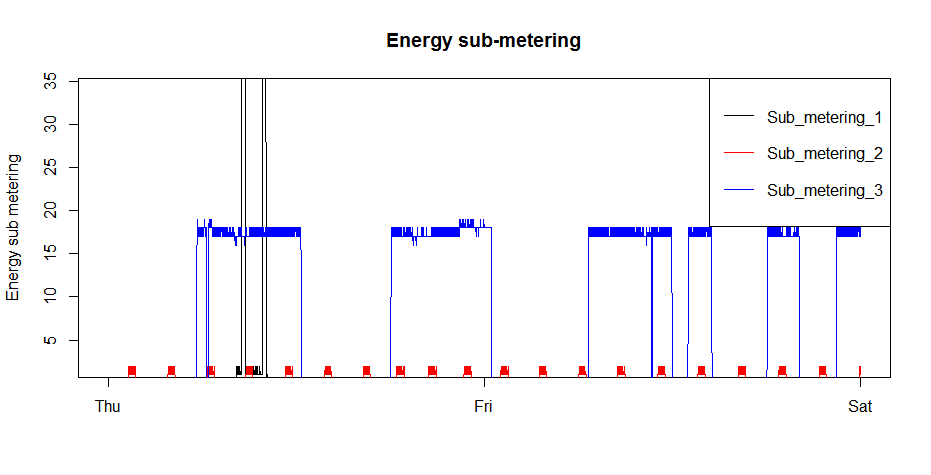 Energy sub-metering
Energy sub metering
35
30
25
20
15
10
5
Sub_metering_1
Sub_metering_2
Sub_metering_3
Thu
Fri
Sat